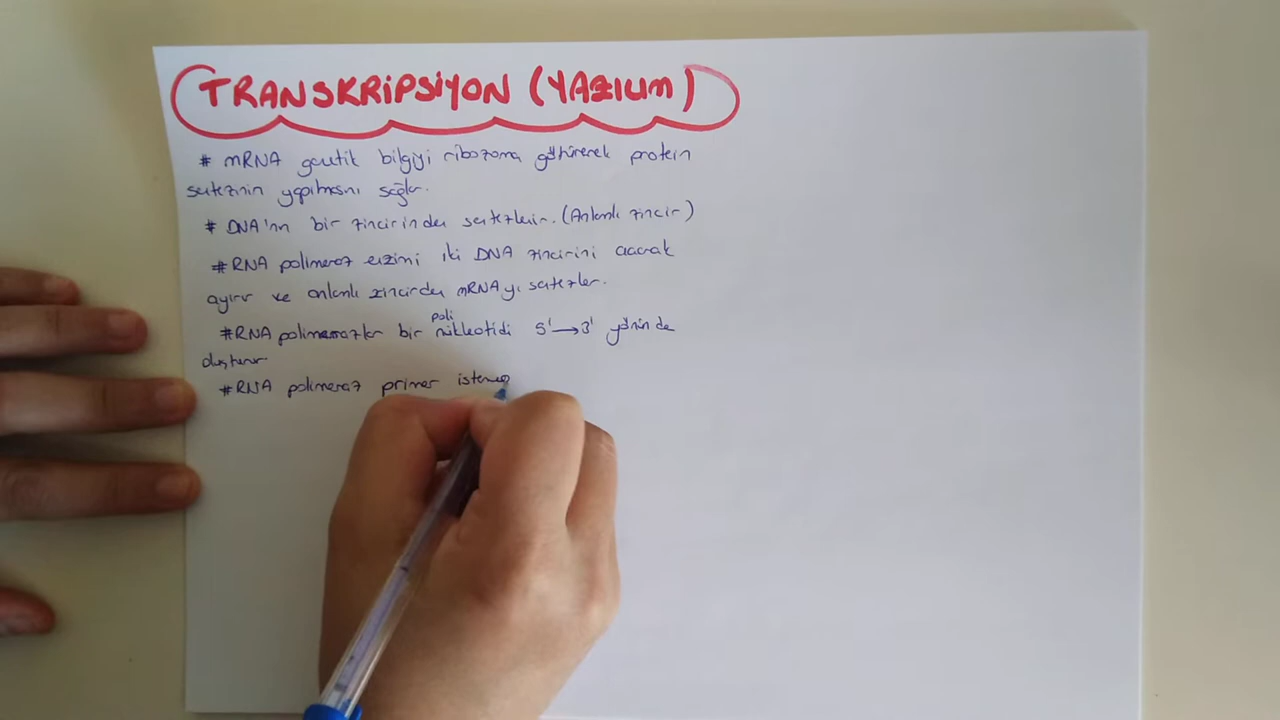 TRANSKRİPSİYON (YAZILIM)
# mRNA genetik bilgiyi ribozoma götürerek protein
sentezinin yapılmasını sağlar.
# DNA'nın bir zincirinden sentezlenir. (Anlamlı zincir)
#RNA polimeraz enzimi iki DNA zincirini açarak
ayırır ve anlamlı zincirden mRNA yı sentezler.
poli
#RNA polimerazlar bir nükleotidi 5'→3' yönünde
oluşturur
#RNA polimeraz primer isteme